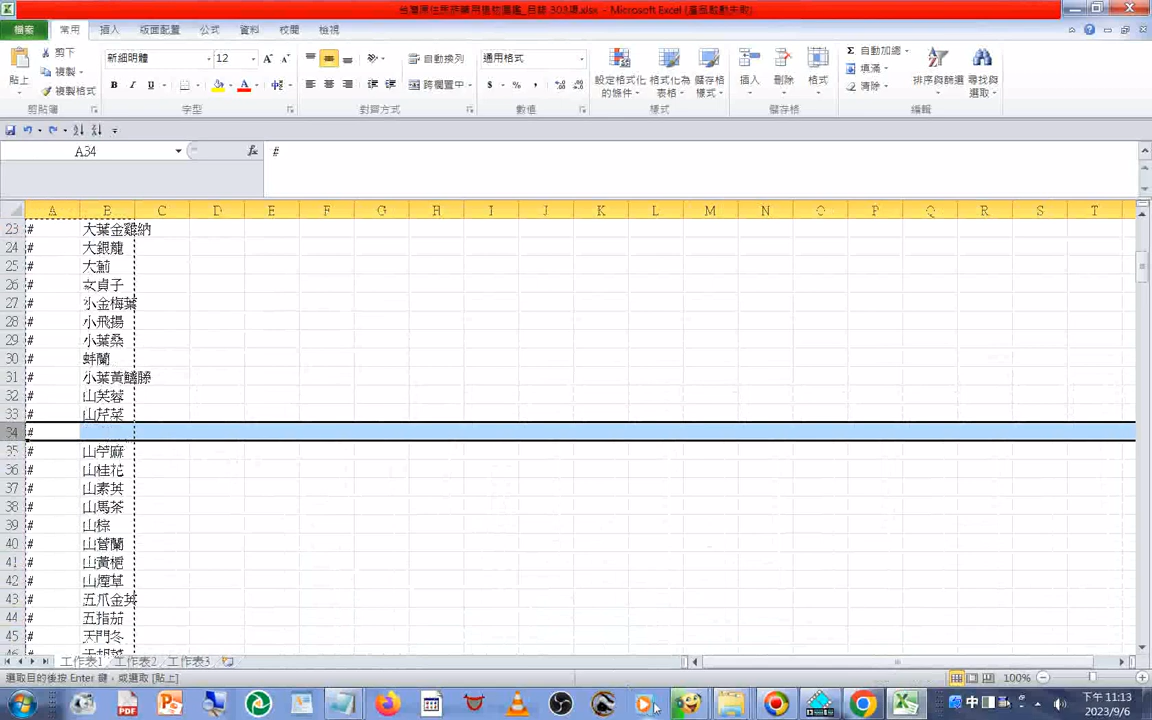 台灣原住民族藥用植物圖鑑_目錄 303項.xlsx - Microsoft Excel (產品啟動失敗)
檔案 常用 插入 版面配置 公式 資料 校閱 檢視
剪下 新細明體 12 自動換列 通用格式 Σ 自動加總
貼上 複製 設定格式化的條件 格式化為表格 儲存格樣式 插入 刪除 格式 填滿 排序與篩選 尋找與選取
複製格式 B I U 跨欄置中 $ % , 清除
剪貼簿 字型 對齊方式 數值 樣式 儲存格 編輯
A34 fx #
A B C D E F G H I J K L M N O P Q R S T
23 # 大葉金雞納
24 # 大銀龍
25 # 大薊
26 # 女貞子
27 # 小金梅葉
28 # 小飛揚
29 # 小葉桑
30 # 蚌蘭
31 # 小葉黃鱔藤
32 # 山芙蓉
33 # 山芹菜
34 #
35 # 山苧麻
36 # 山桂花
37 # 山素英
38 # 山馬茶
39 # 山棕
40 # 山菅蘭
41 # 山黃梔
42 # 山煙草
43 # 五爪金英
44 # 五指茄
45 # 天門冬
46 # 天胡荽
工作表1 工作表2 工作表3
選取目的後按 Enter 鍵，或選取 [貼上] 100%
中 下午 11:13
2023/9/6